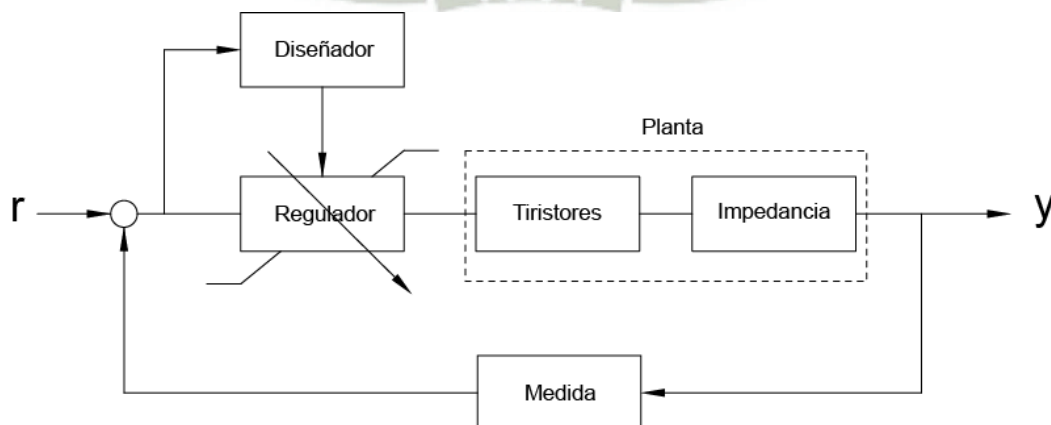 Diseñador
Planta
r
Regulador
Tiristores
Impedancia
y
Medida